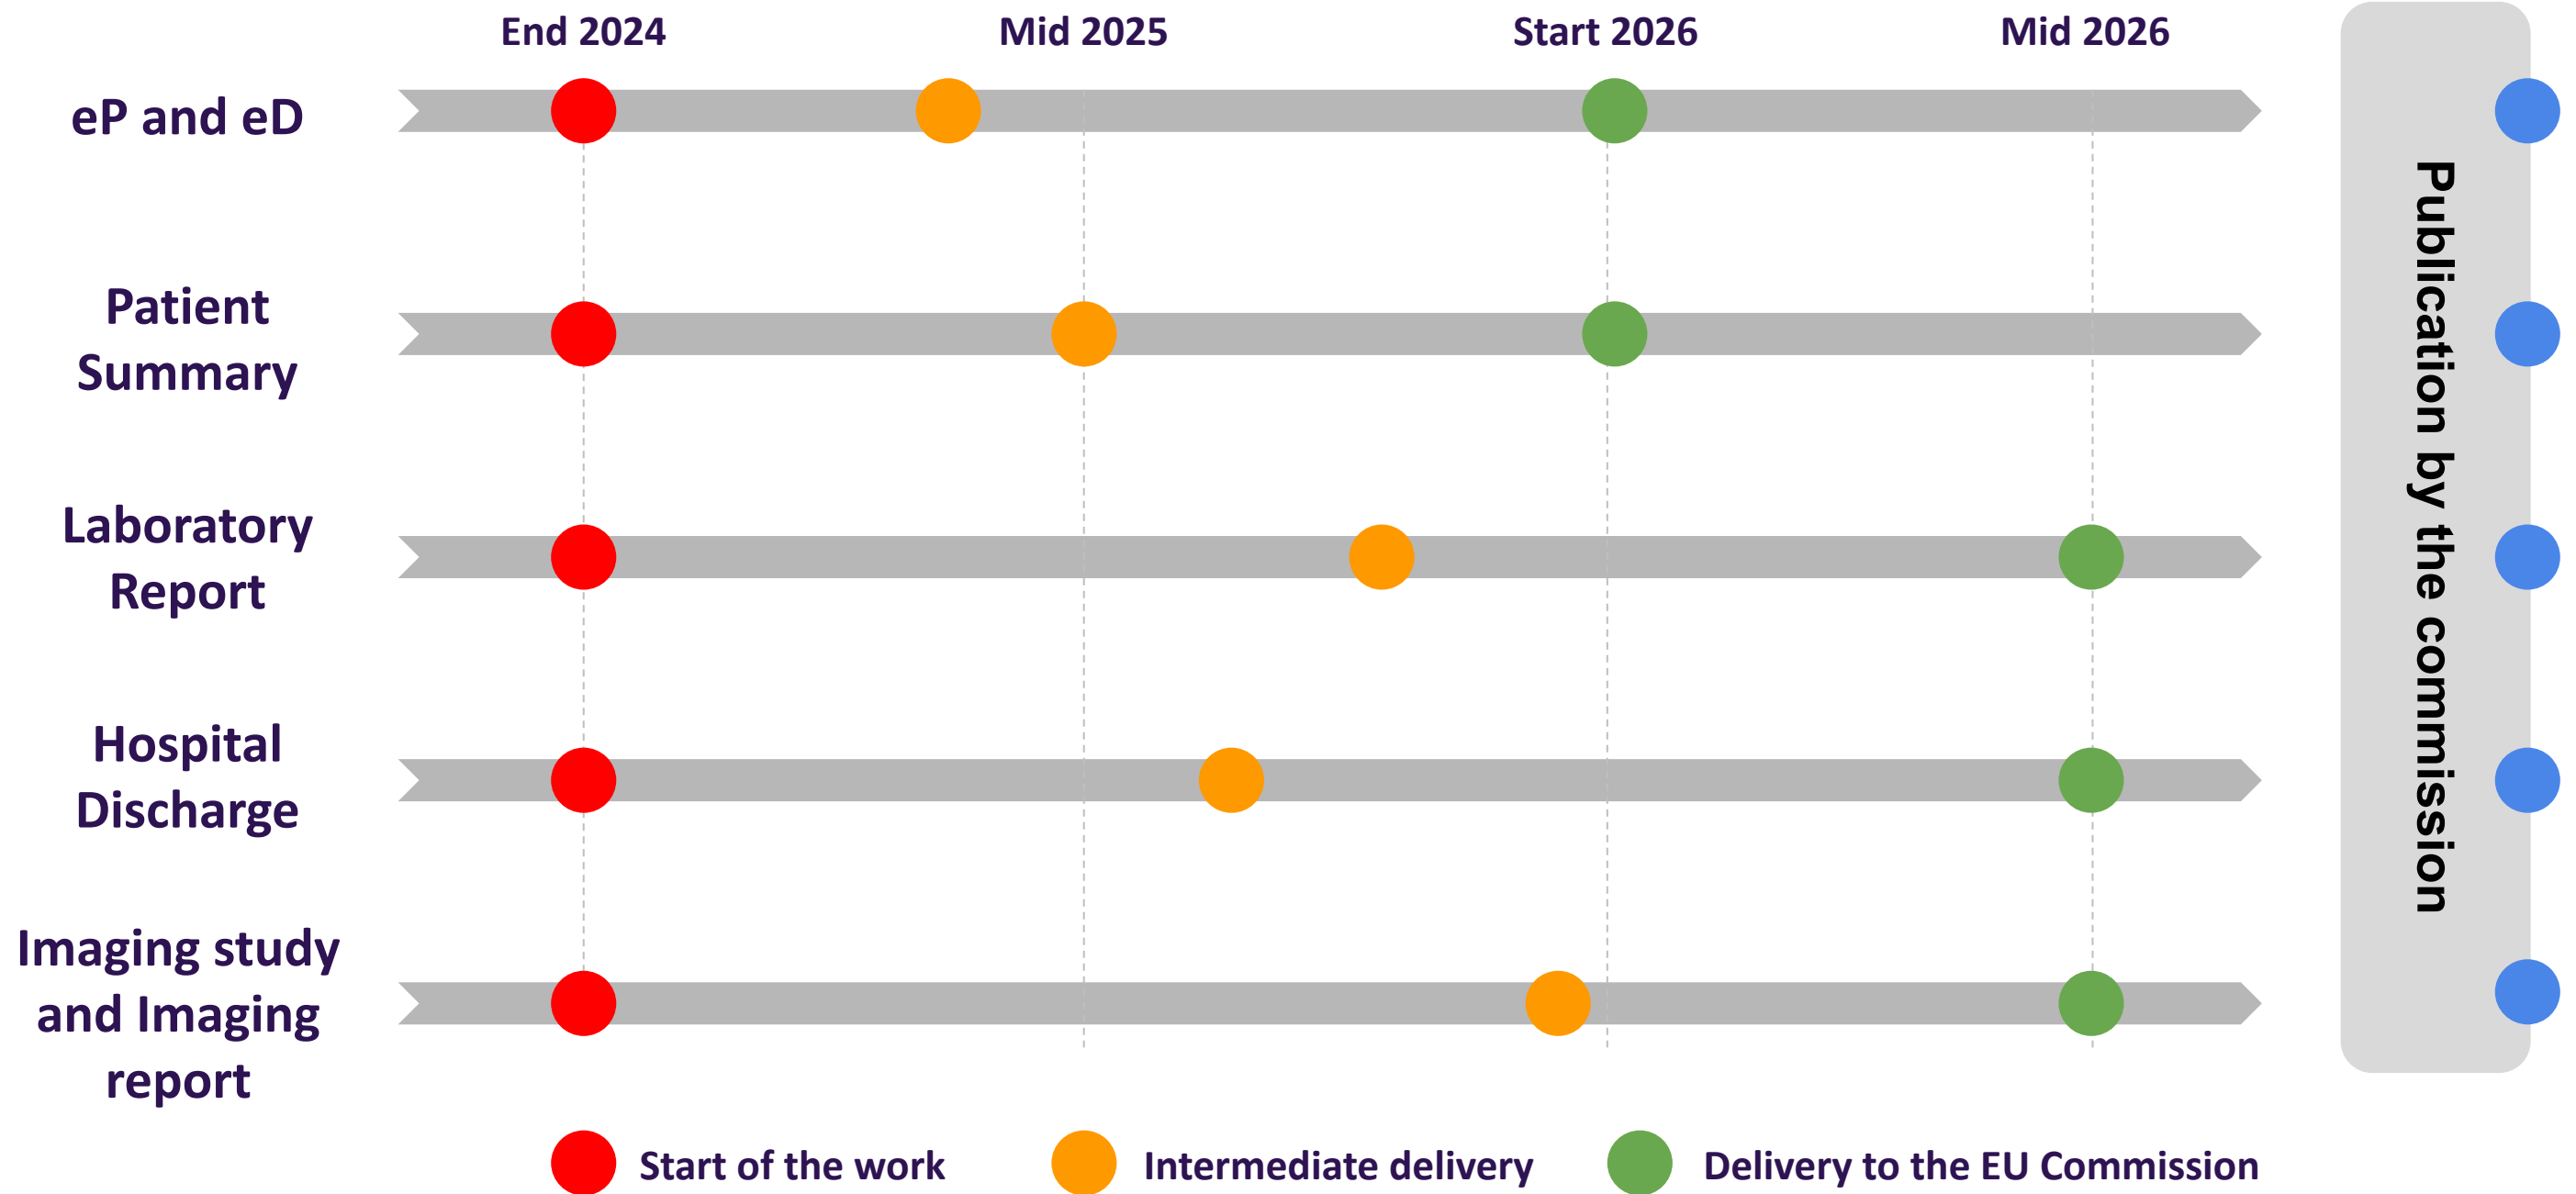 End 2024
Mid 2025
Start 2026
Mid 2026
eP and eD
Patient
Summary
Laboratory
Report
Hospital
Discharge
Imaging study
and Imaging
report
Publication by the commission
Start of the work
Intermediate delivery
Delivery to the EU Commission